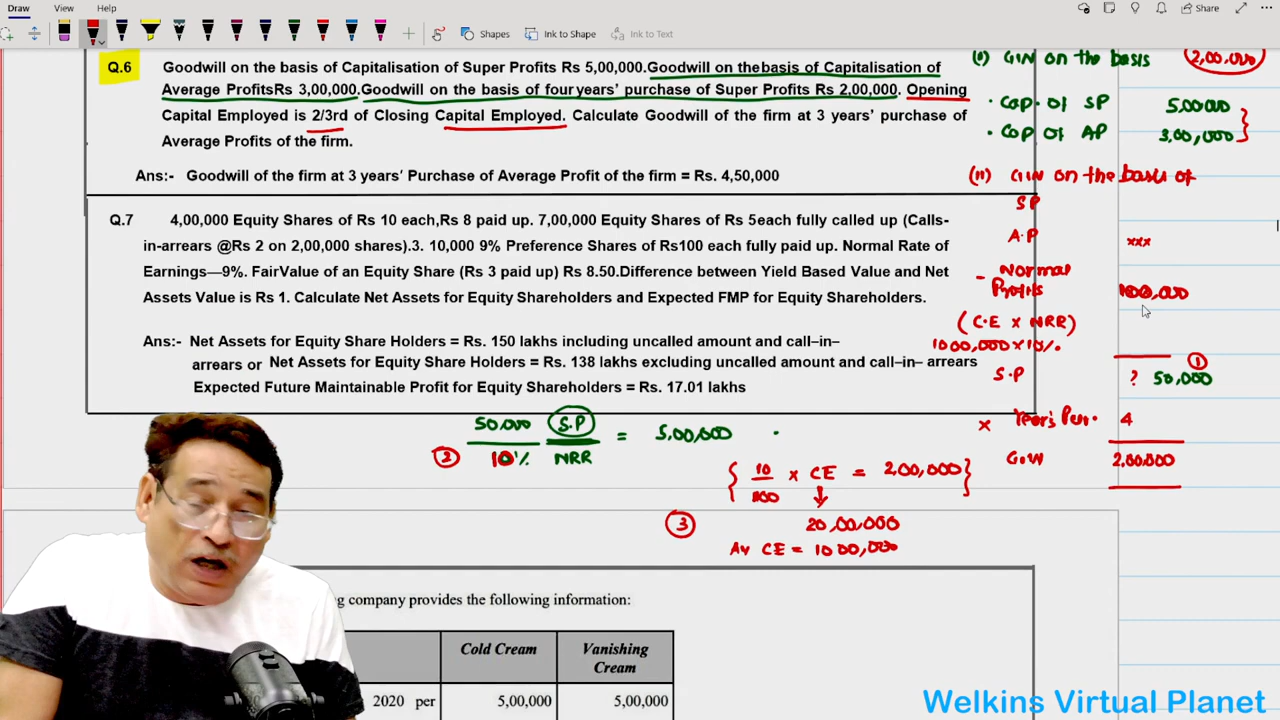 Draw Insert View Help
Share
Shapes Ink to Shape Ink to Text
Q.6 Goodwill on the basis of Capitalisation of Super Profits Rs 5,00,000.Goodwill on thebasis of Capitalisation of
Average ProfitsRs 3,00,000.Goodwill on the basis of fouryears' purchase of Super Profits Rs 2,00,000. Opening
Capital Employed is 2/3rd of Closing Capital Employed. Calculate Goodwill of the firm at 3 years' purchase of
Average Profits of the firm.
Ans:- Goodwill of the firm at 3 years' Purchase of Average Profit of the firm = Rs. 4,50,000
Q.7 4,00,000 Equity Shares of Rs 10 each,Rs 8 paid up. 7,00,000 Equity Shares of Rs 5each fully called up (Calls-
in-arrears @Rs 2 on 2,00,000 shares).3. 10,000 9% Preference Shares of Rs100 each fully paid up. Normal Rate of
Earnings—9%. FairValue of an Equity Share (Rs 3 paid up) Rs 8.50.Difference between Yield Based Value and Net
Assets Value is Rs 1. Calculate Net Assets for Equity Shareholders and Expected FMP for Equity Shareholders.
Ans:- Net Assets for Equity Share Holders = Rs. 150 lakhs including uncalled amount and call–in–
arrears or Net Assets for Equity Share Holders = Rs. 138 lakhs excluding uncalled amount and call–in– arrears
Expected Future Maintainable Profit for Equity Shareholders = Rs. 17.01 lakhs
(i) G/W on the basis 2,00,000
• Cap. of SP 5,00,000
• Cap of AP 3,00,000
(ii) G/W on the basis of
SP
A.P xxx
- Normal
Profits 100,000
(C.E x NRR)
1000,000 x 10%
S.P ? 50,000 ①
x Year's Pur. 4
G/W 2,00,000
50,000 S.P = 5,00,000
② 10% NRR
{ 10/100 x CE = 2,00,000 }
③ 20,00,000
Av CE = 1000,000
g company provides the following information:
Cold Cream Vanishing
Cream
2020 per 5,00,000 5,00,000
Welkins Virtual Planet